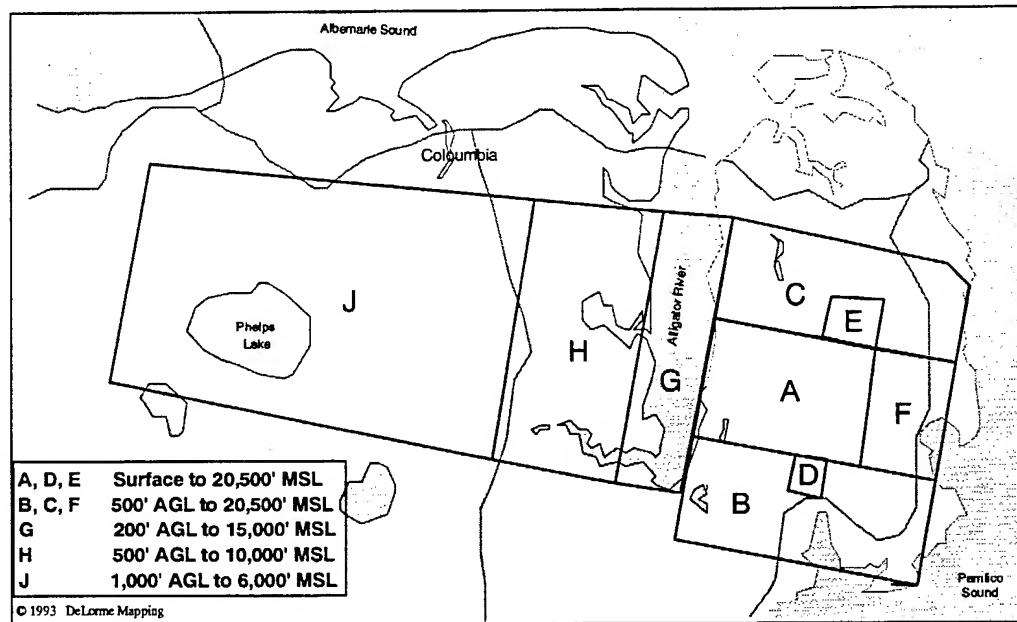 Albemarle Sound
Coloumbia
J
Phelps
Lake
H
G
Alligator River
C
E
A
F
D
B
A, D, E Surface to 20,500' MSL
B, C, F 500' AGL to 20,500' MSL
G 200' AGL to 15,000' MSL
H 500' AGL to 10,000' MSL
J 1,000' AGL to 6,000' MSL
Pamlico
Sound
© 1993 DeLorme Mapping